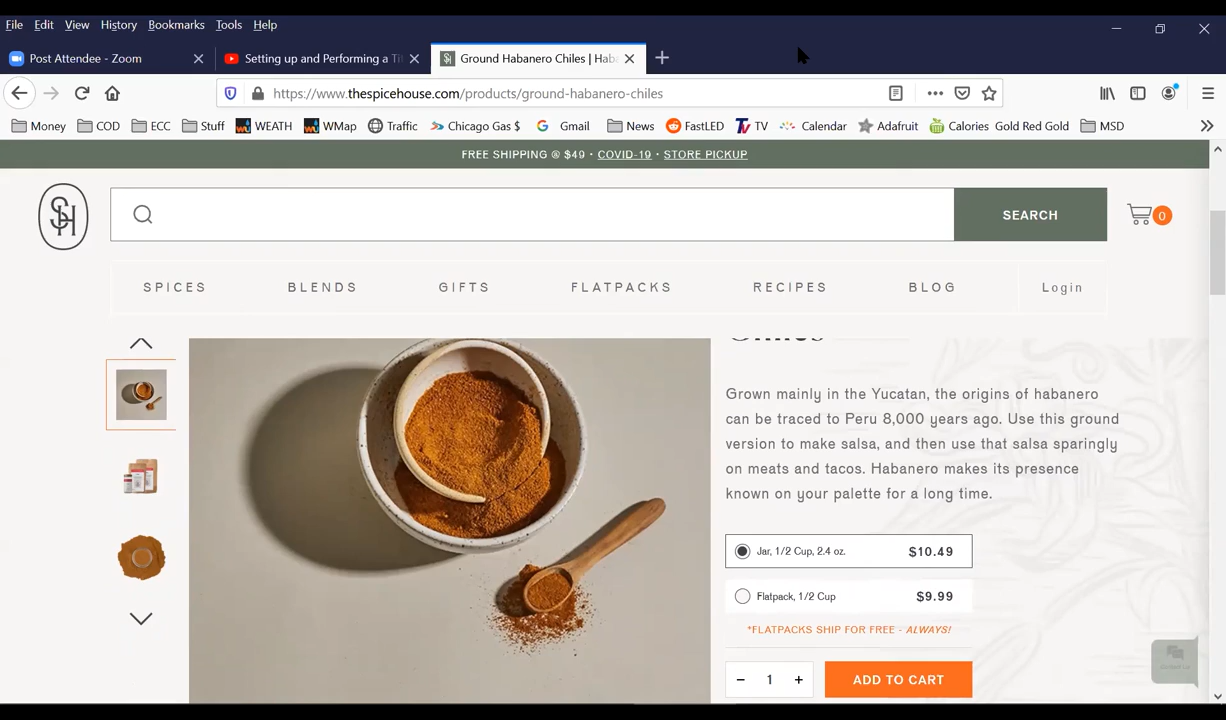 File Edit View History Bookmarks Tools Help
Post Attendee - Zoom
Setting up and Performing a Ti
Ground Habanero Chiles | Hab
https://www.thespicehouse.com/products/ground-habanero-chiles
Money COD ECC Stuff WEATH WMap Traffic Chicago Gas $ Gmail News FastLED TV Calendar Adafruit Calories Gold Red Gold MSD
FREE SHIPPING @ $49 · COVID-19 · STORE PICKUP
SH
SEARCH
0
SPICES BLENDS GIFTS FLATPACKS RECIPES BLOG Login
Chiles
Grown mainly in the Yucatan, the origins of habanero
can be traced to Peru 8,000 years ago. Use this ground
version to make salsa, and then use that salsa sparingly
on meats and tacos. Habanero makes its presence
known on your palette for a long time.
Jar, 1/2 Cup, 2.4 oz. $10.49
Flatpack, 1/2 Cup $9.99
*FLATPACKS SHIP FOR FREE - ALWAYS!
- 1 + ADD TO CART
Contact Us